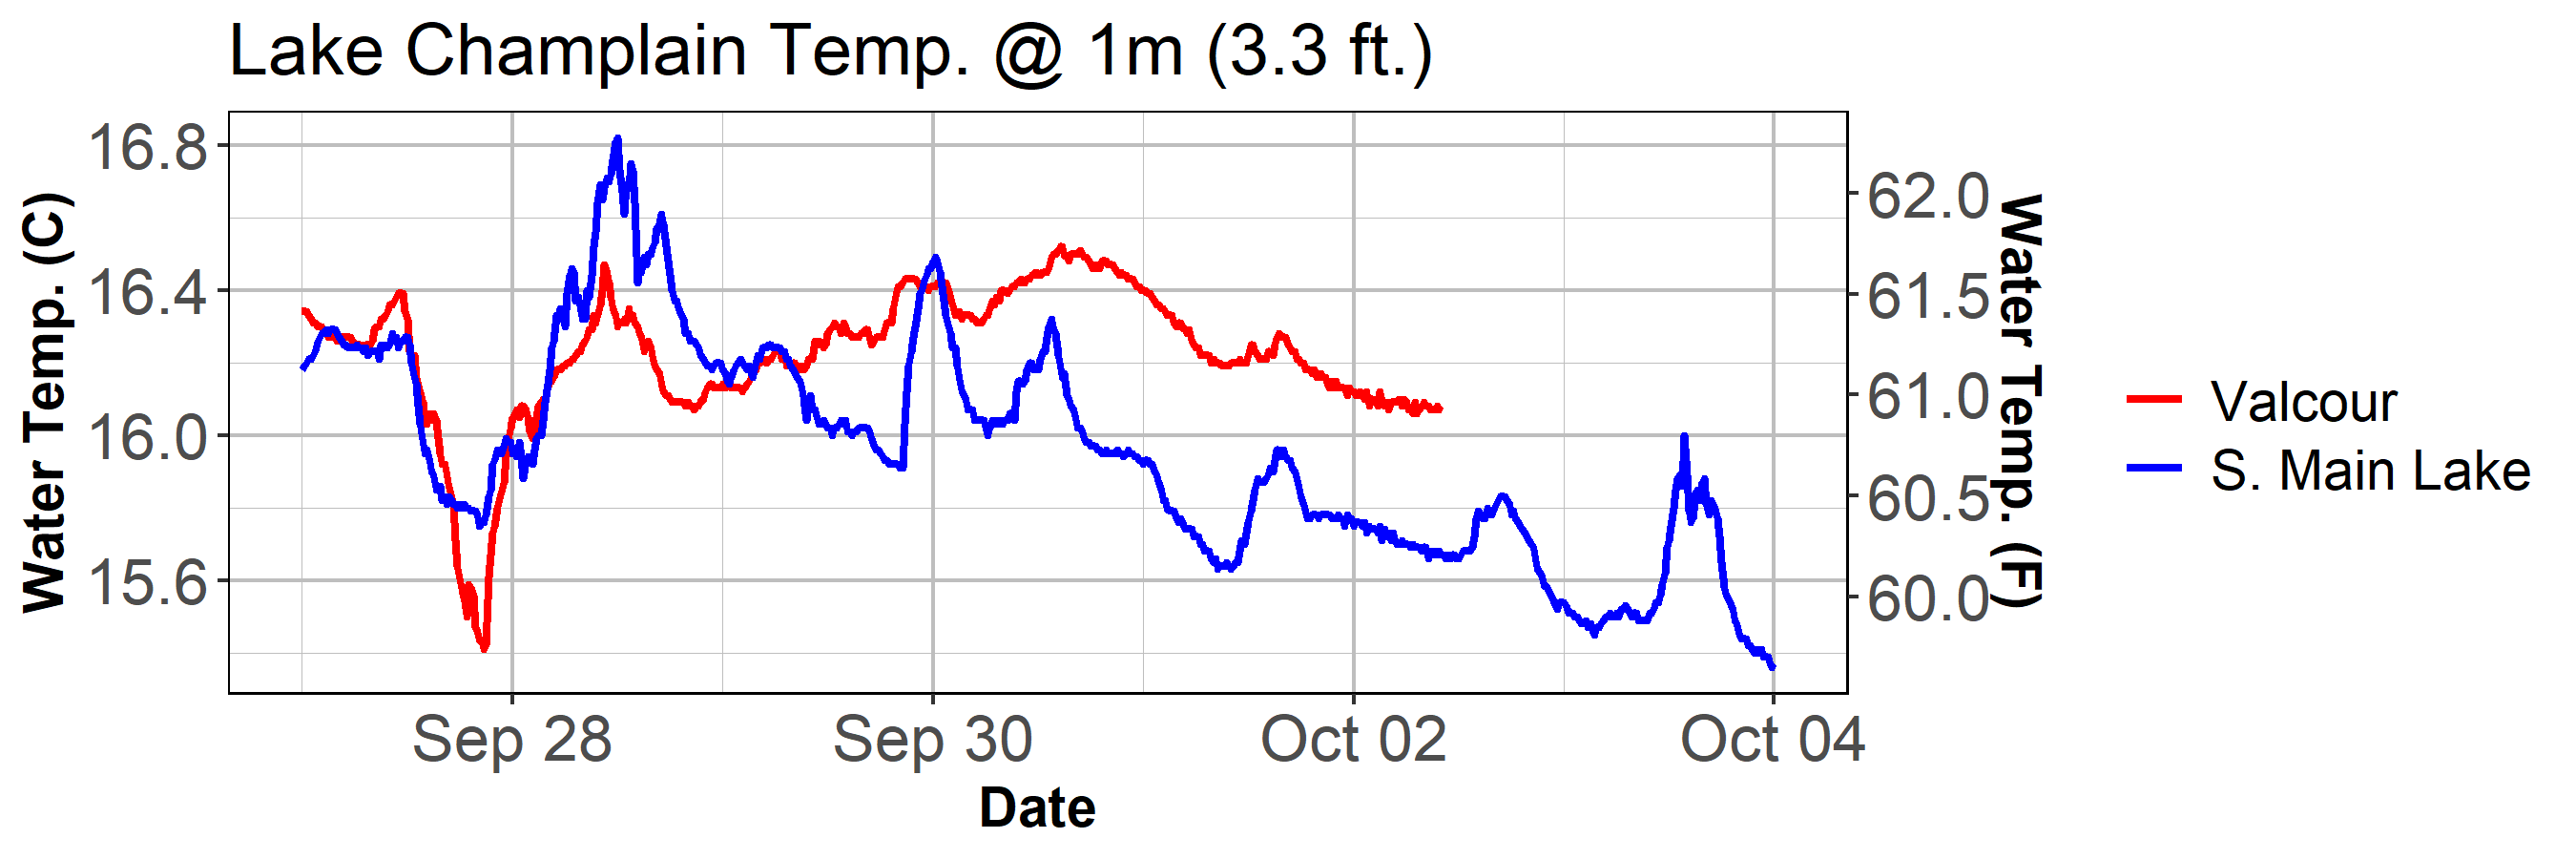 Lake Champlain Temp. @ 1m (3.3 ft.)
Water Temp. (C)
16.8
16.4
16.0
15.6
62.0
61.5
61.0
60.5
60.0
Water Temp. (F)
Sep 28
Sep 30
Oct 02
Oct 04
Date
Valcour
S. Main Lake